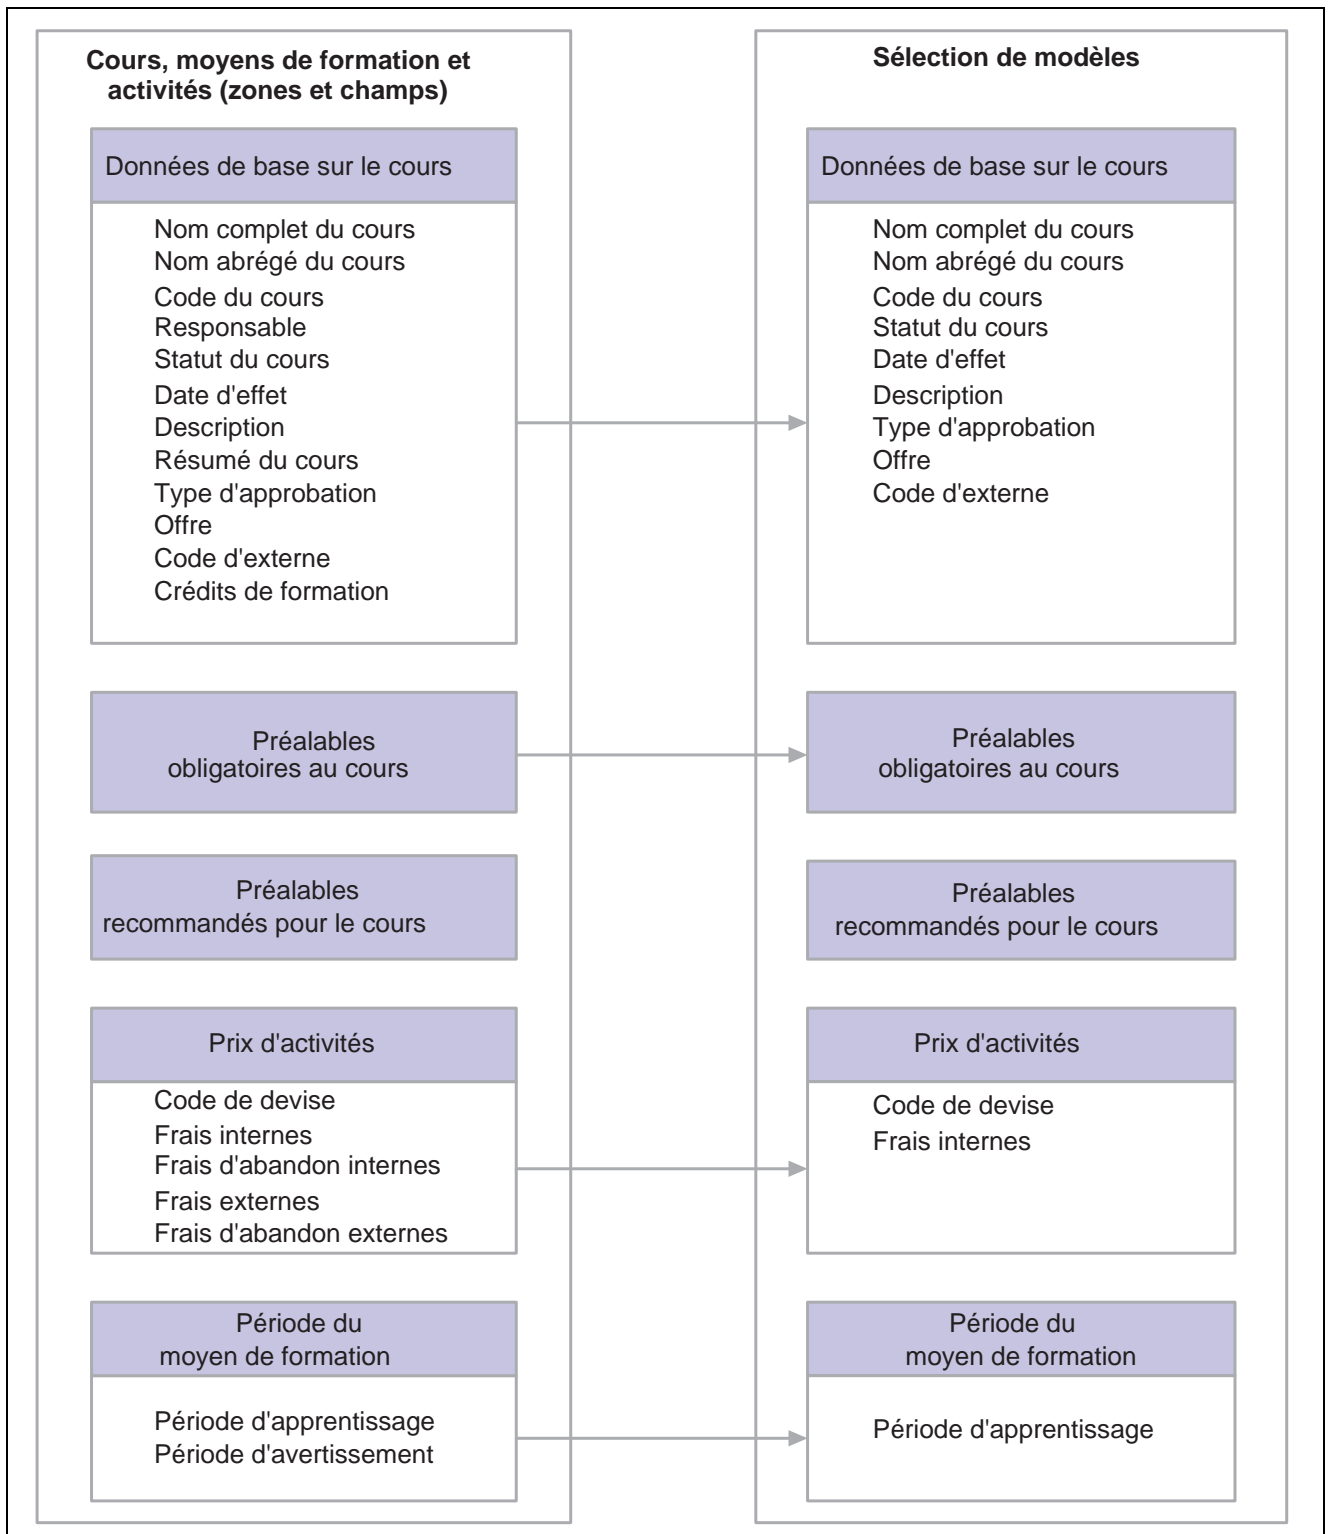 Cours, moyens de formation et
activités (zones et champs)
Données de base sur le cours
Nom complet du cours
Nom abrégé du cours
Code du cours
Responsable
Statut du cours
Date d'effet
Description
Résumé du cours
Type d'approbation
Offre
Code d'externe
Crédits de formation
Préalables
obligatoires au cours
Préalables
recommandés pour le cours
Prix d'activités
Code de devise
Frais internes
Frais d'abandon internes
Frais externes
Frais d'abandon externes
Période du
moyen de formation
Période d'apprentissage
Période d'avertissement
Sélection de modèles
Données de base sur le cours
Nom complet du cours
Nom abrégé du cours
Code du cours
Statut du cours
Date d'effet
Description
Type d'approbation
Offre
Code d'externe
Préalables
obligatoires au cours
Préalables
recommandés pour le cours
Prix d'activités
Code de devise
Frais internes
Période du
moyen de formation
Période d'apprentissage